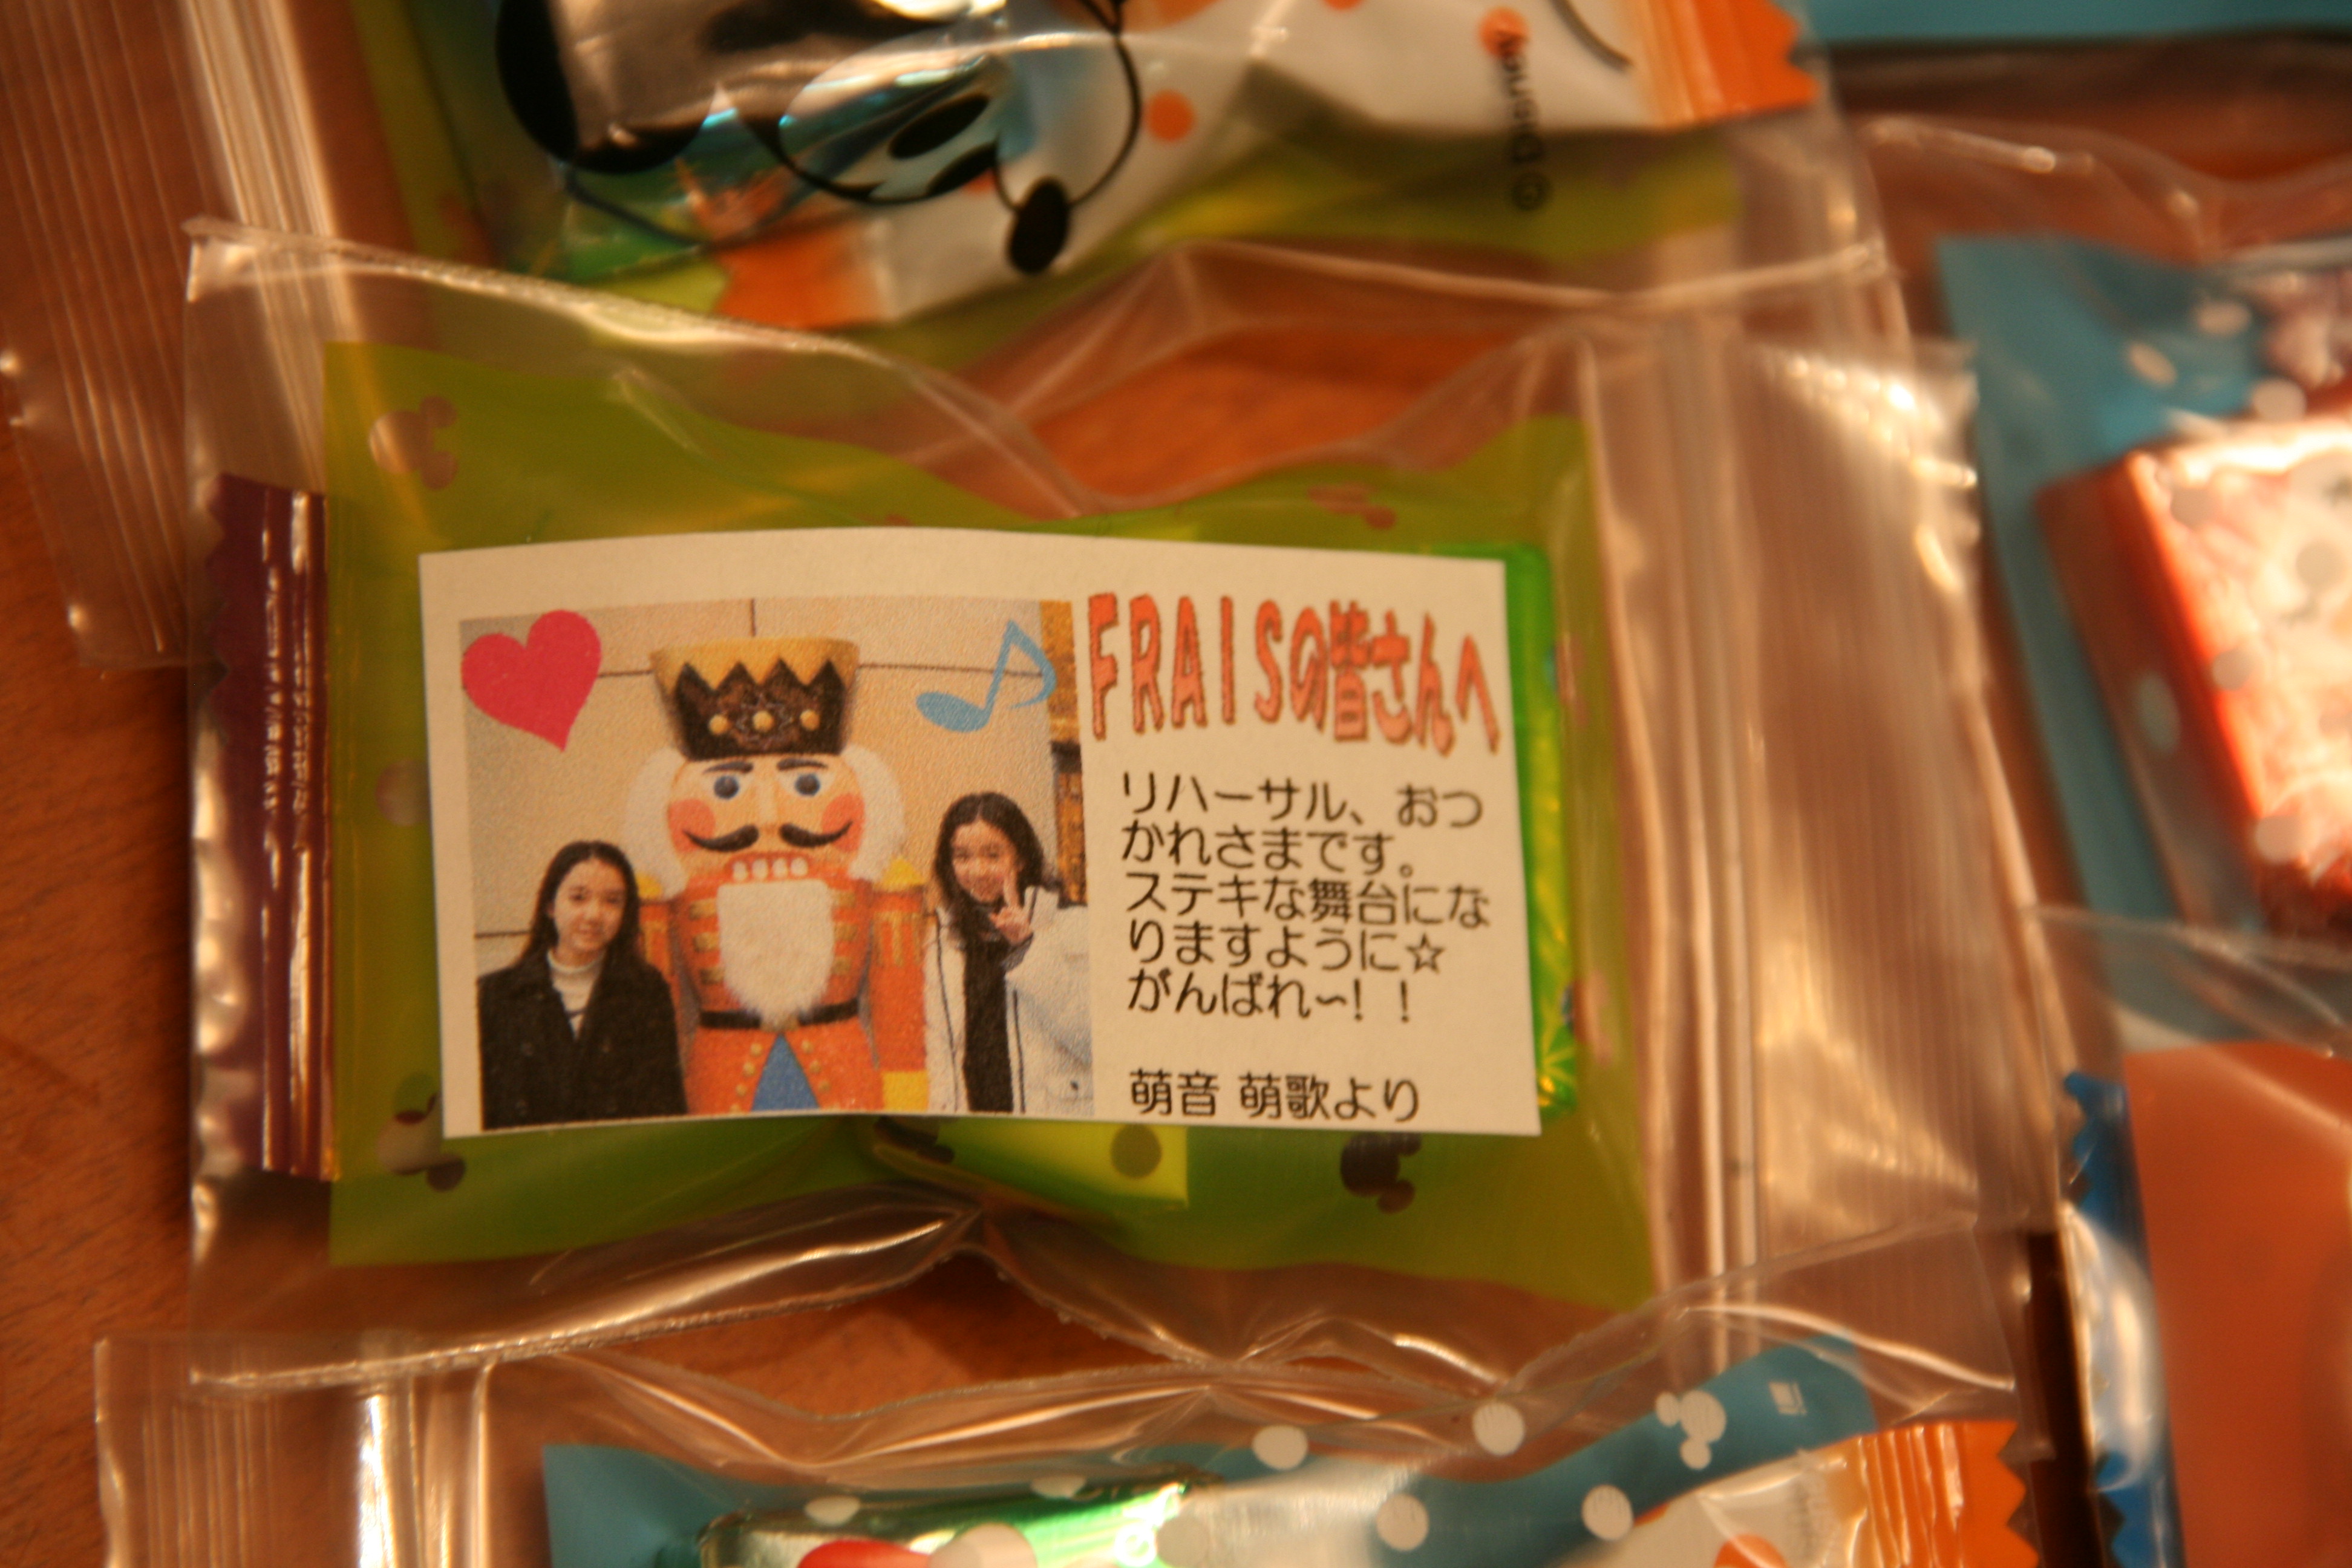 © Disney
FRAISの皆さんへ
リハーサル、おつ
かれさまです。
ステキな舞台にな
りますように☆
がんばれ〜!!
萌音 萌歌より